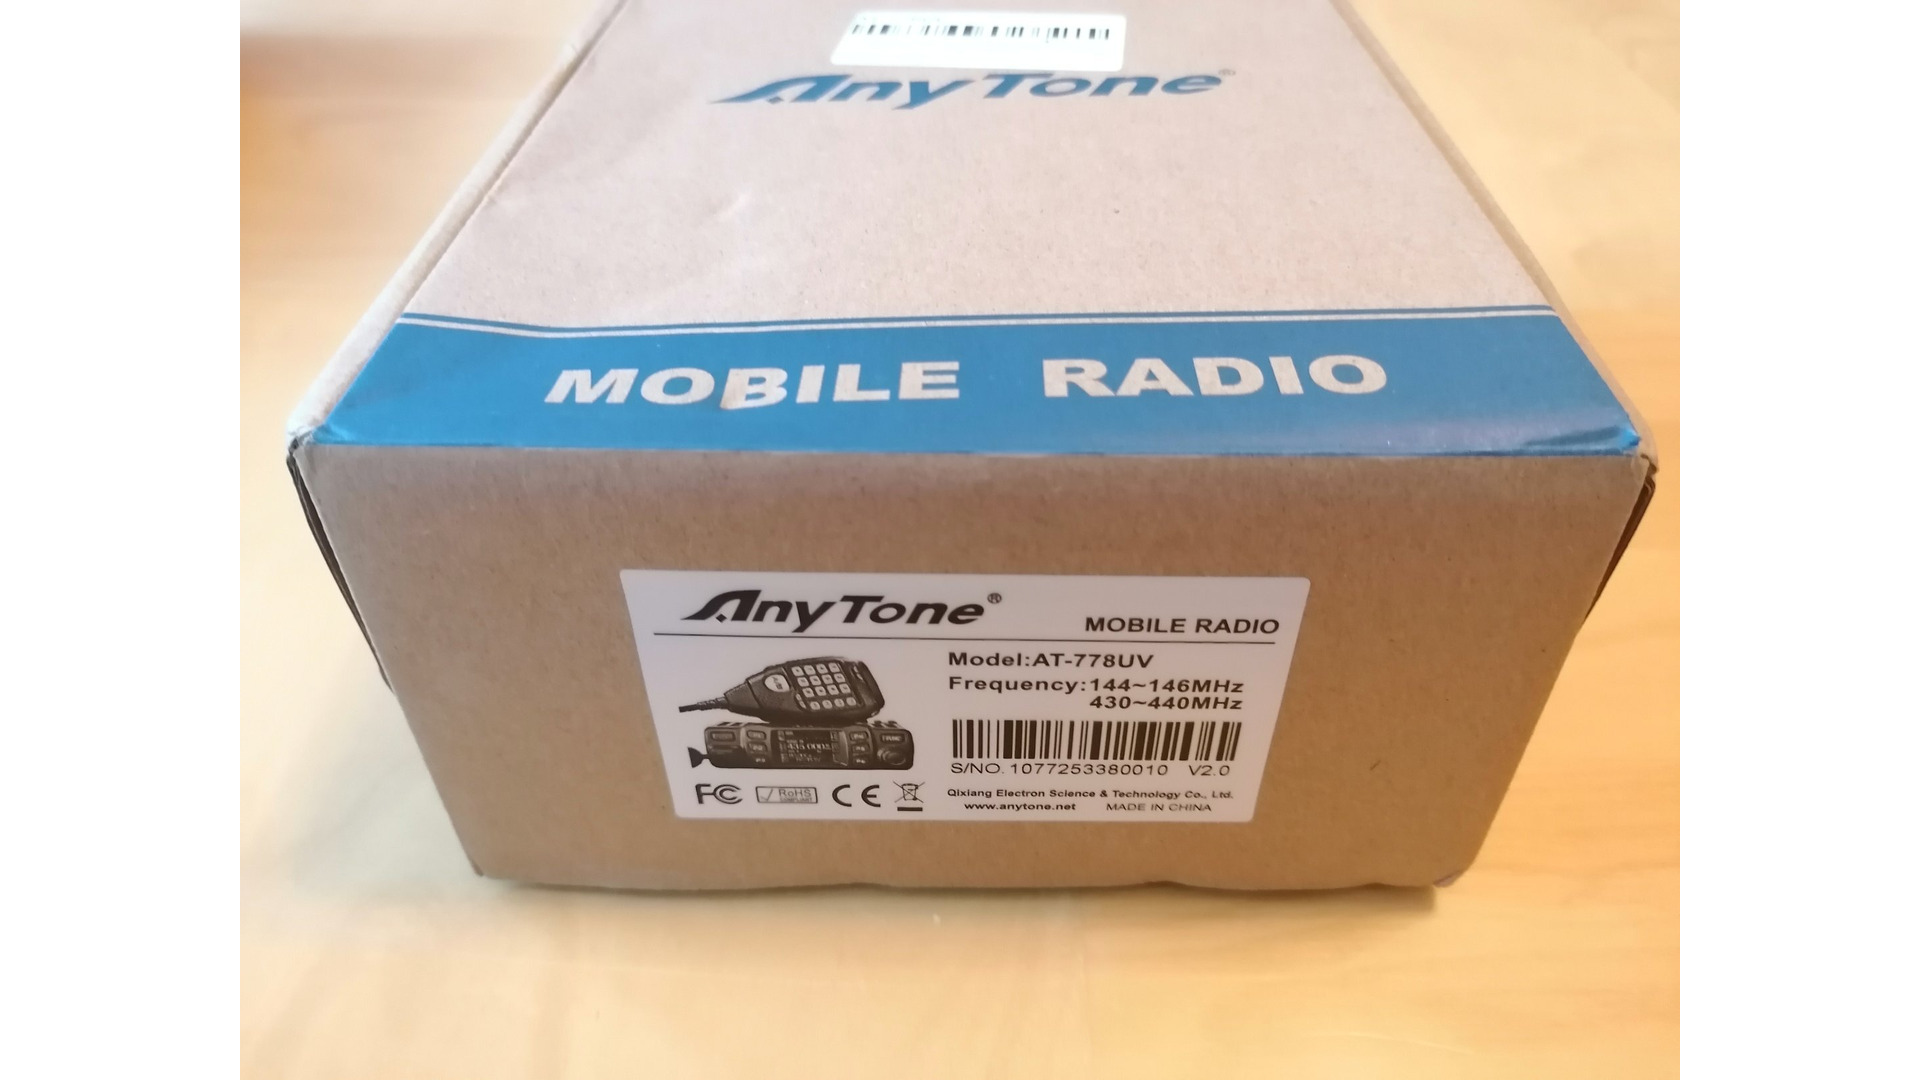 AnyTone®
MOBILE RADIO
AnyTone®
MOBILE RADIO
Model:AT-778UV
Frequency:144~146MHz
430~440MHz
S/NO. 1077253380010 V2.0
FC RoHS COMPLIANT CE
Qixiang Electron Science & Technology Co., Ltd.
www.anytone.net MADE IN CHINA